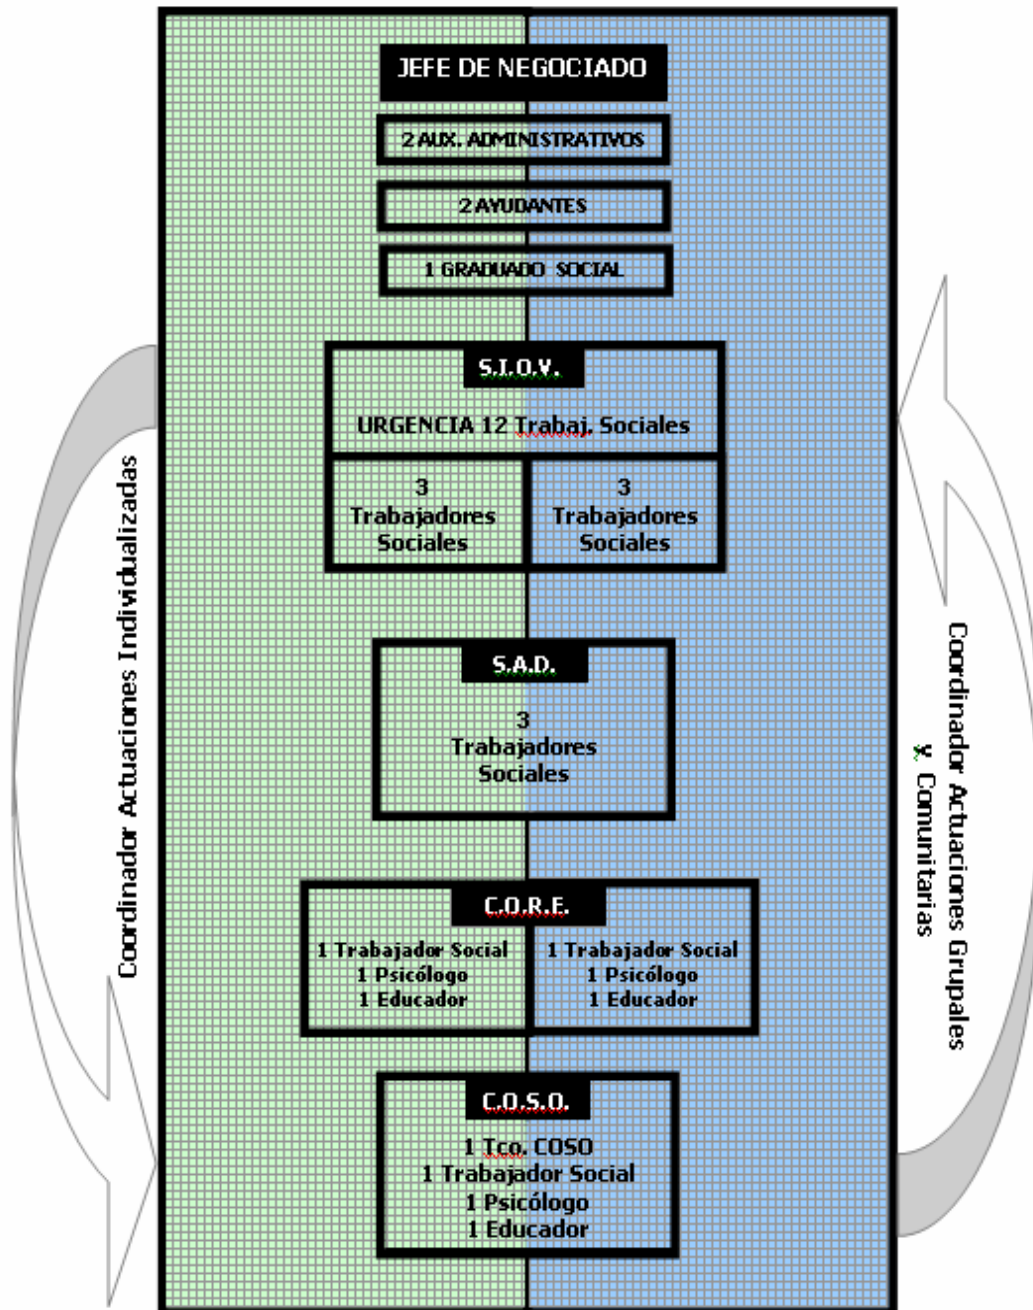 JEFE DE NEGOCIADO
2 AUX. ADMINISTRATIVOS
2 AYUDANTES
1 GRADUADO SOCIAL
S.I.O.V.
URGENCIA 12 Trabaj. Sociales
3
Trabajadores
Sociales
3
Trabajadores
Sociales
S.A.D.
3
Trabajadores
Sociales
C.O.R.E.
1 Trabajador Social
1 Psicólogo
1 Educador
1 Trabajador Social
1 Psicólogo
1 Educador
C.O.S.O.
1 Tco. COSO
1 Trabajador Social
1 Psicólogo
1 Educador
Coordinador Actuaciones Individualizadas
Coordinador Actuaciones Grupales
y Comunitarias